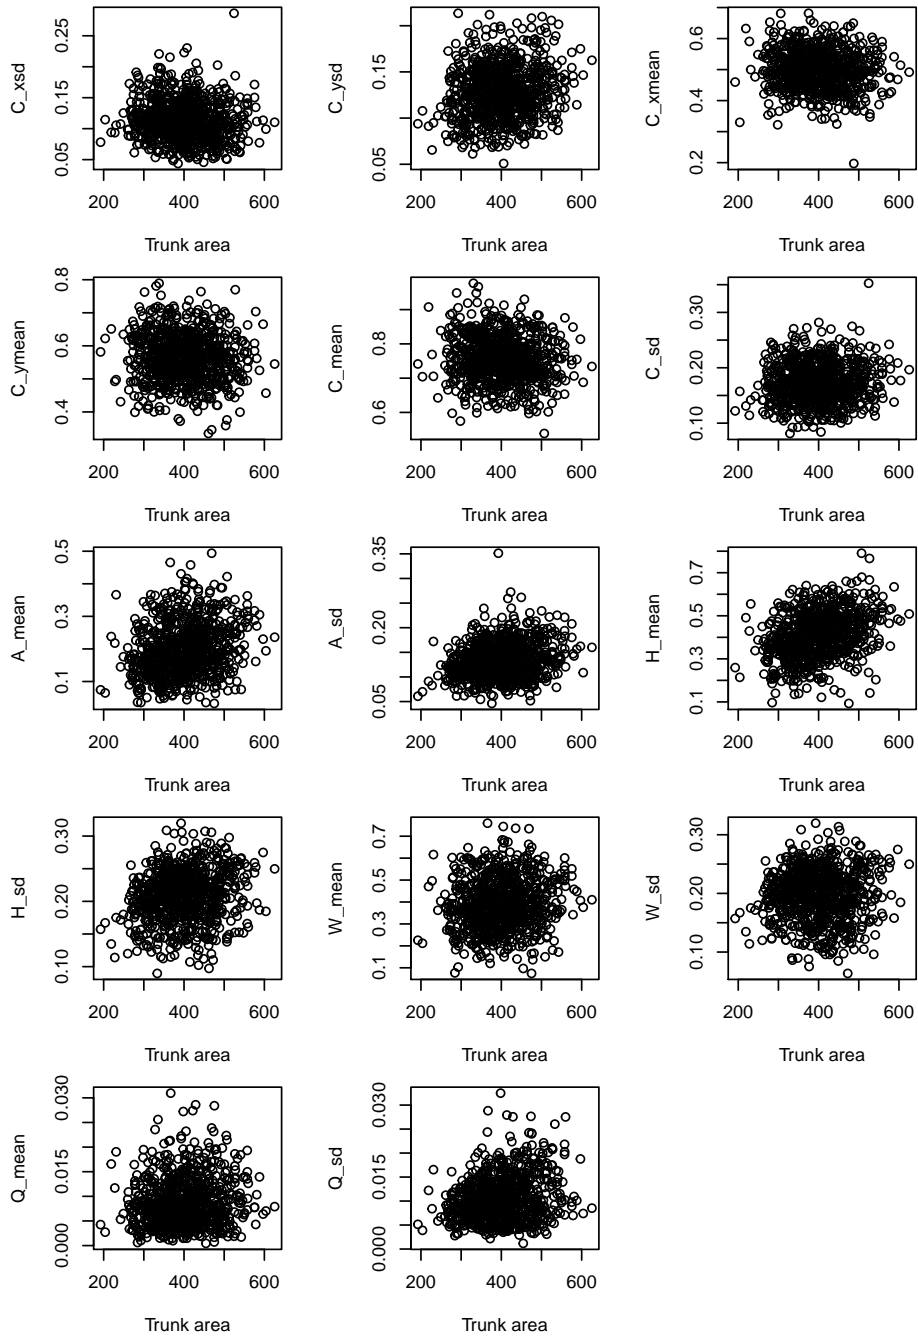 C_xsd
0.05 0.15 0.25
200 400 600
Trunk area
C_ysd
0.05 0.15
200 400 600
Trunk area
C_xmean
0.2 0.4 0.6
200 400 600
Trunk area
C_ymean
0.4 0.6 0.8
200 400 600
Trunk area
C_mean
0.6 0.8
200 400 600
Trunk area
C_sd
0.10 0.20 0.30
200 400 600
Trunk area
A_mean
0.1 0.3 0.5
200 400 600
Trunk area
A_sd
0.05 0.20 0.35
200 400 600
Trunk area
H_mean
0.1 0.3 0.5 0.7
200 400 600
Trunk area
H_sd
0.10 0.20 0.30
200 400 600
Trunk area
W_mean
0.1 0.3 0.5 0.7
200 400 600
Trunk area
W_sd
0.10 0.20 0.30
200 400 600
Trunk area
Q_mean
0.000 0.015 0.030
200 400 600
Trunk area
Q_sd
0.000 0.015 0.030
200 400 600
Trunk area